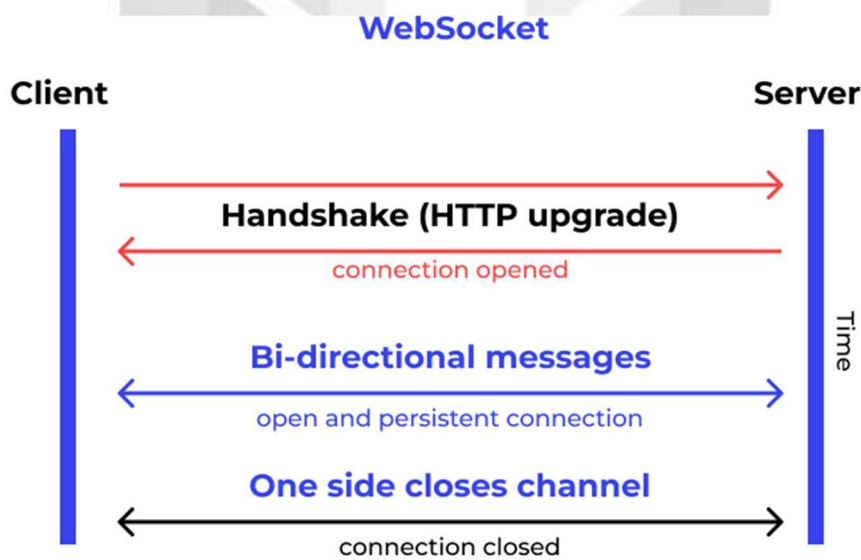 WebSocket
Client
Server
Handshake (HTTP upgrade)
connection opened
Time
Bi-directional messages
open and persistent connection
One side closes channel
connection closed